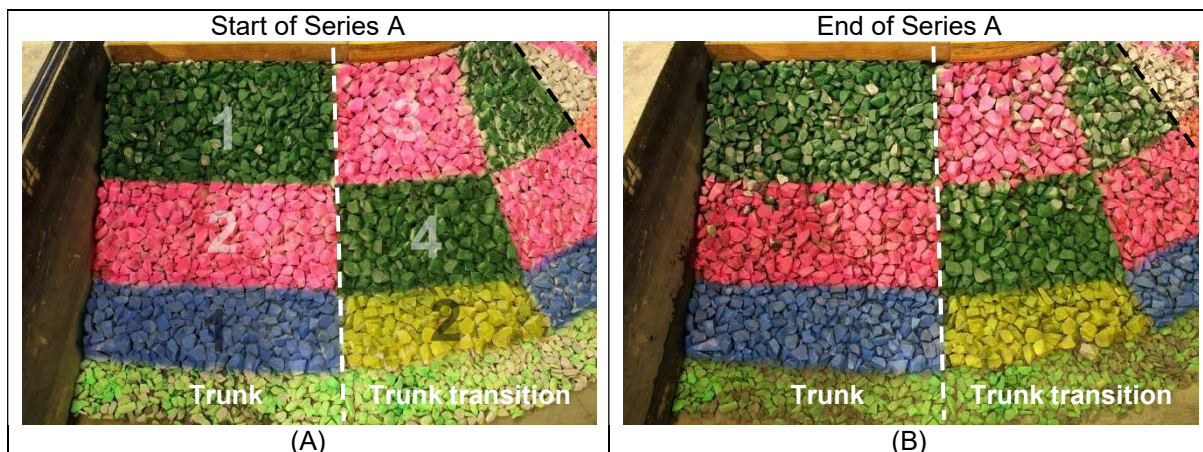 Start of Series A
End of Series A
1
3
2
4
1
2
Trunk
Trunk transition
Trunk
Trunk transition
(A)
(B)